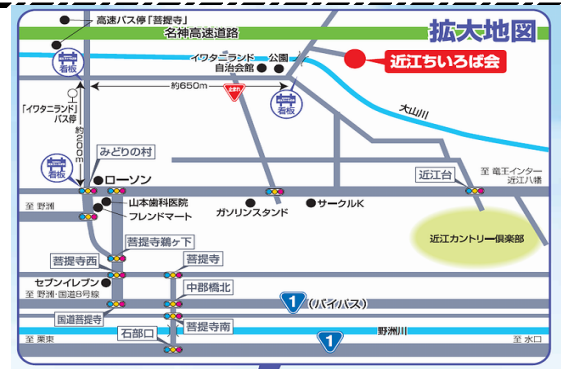 高速バス停「菩提寺」
名神高速道路
拡大地図
イワタニランド
自治会館
公園
近江ちいろば会
看板
約650m
止まれ
看板
大山川
「イワタニランド」
バス停
約200m
看板
みどりの村
ローソン
近江台
至 竜王インター
近江八幡
至 野洲
山本歯科医院
フレンドマート
ガソリンスタンド
サークルK
近江カントリー倶楽部
菩提寺鵜ヶ下
菩提寺西
菩提寺
セブンイレブン
中郡橋北
至 野洲・国道8号線
1
(バイパス)
国道菩提寺
菩提寺南
石部口
野洲川
1
至 栗東
至 水口